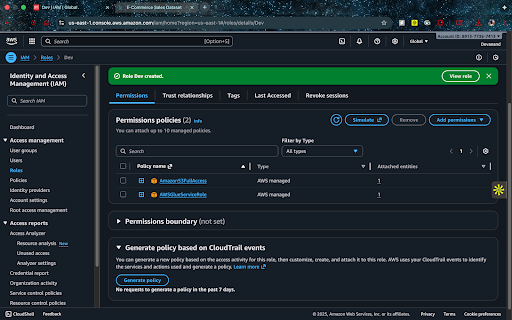 Dev | IAM | Global
E-Commerce Sales Dataset
us-east-1.console.aws.amazon.com/iam/home?region=us-east-1#/roles/details/Dev
aws
Search
[Option+S]
Global
Devanand
IAM > Roles > Dev
Identity and Access Management (IAM)
Search IAM
Dashboard
Access management
User groups
Users
Roles
Policies
Identity providers
Account settings
Root access management
Access reports
Access Analyzer
Resource analysis New
Unused access
Analyzer settings
Credential report
Organization activity
Service control policies
Resource control policies
Role Dev created.
View role
Permissions
Trust relationships
Tags
Last Accessed
Revoke sessions
Permissions policies (2) Info
You can attach up to 10 managed policies.
Simulate
Remove
Add permissions
Filter by Type
Search
All types
1
Policy name
Type
Attached entities
AmazonS3FullAccess
AWS managed
1
AWSGlueServiceRole
AWS managed
1
Permissions boundary (not set)
Generate policy based on CloudTrail events
You can generate a new policy based on the access activity for this role, then customize, create, and attach it to this role. AWS uses your CloudTrail events to identify
the services and actions used and generate a policy. Learn more
Generate policy
No requests to generate a policy in the past 7 days.
CloudShell
Feedback
© 2025, Amazon Web Services, Inc. or its affiliates.
Privacy
Terms
Cookie preferences